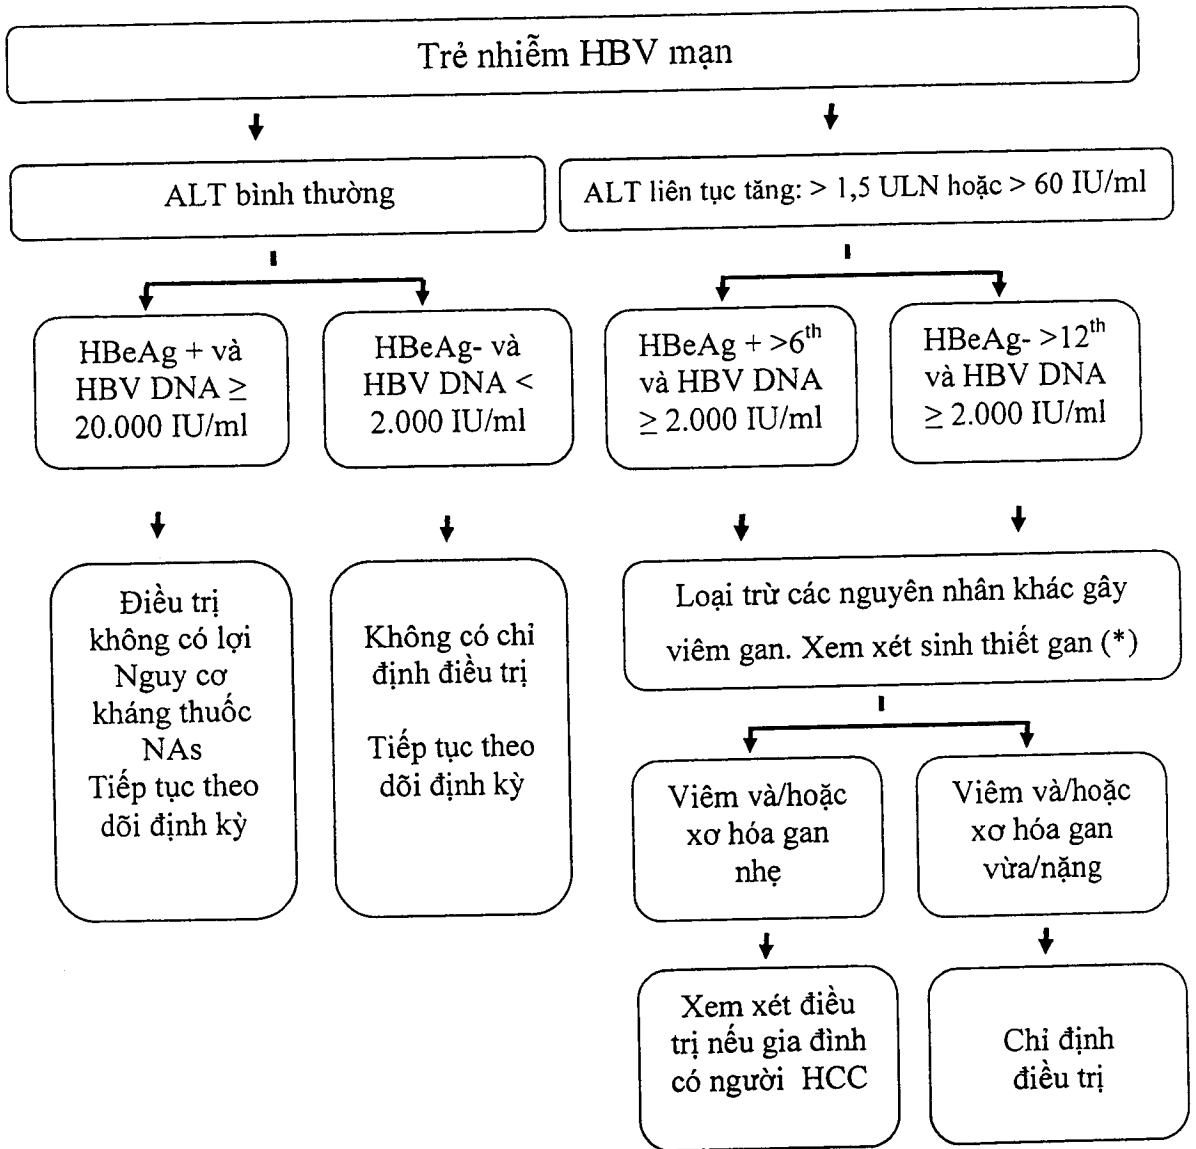 Trẻ nhiễm HBV mạn
ALT bình thường
ALT liên tục tăng: > 1,5 ULN hoặc > 60 IU/ml
HBeAg + và
HBV DNA ≥
20.000 IU/ml
HBeAg- và
HBV DNA <
2.000 IU/ml
HBeAg + >6th
và HBV DNA
≥ 2.000 IU/ml
HBeAg- >12th
và HBV DNA
≥ 2.000 IU/ml
Điều trị
không có lợi
Nguy cơ
kháng thuốc
NAs
Tiếp tục theo
dõi định kỳ
Không có chỉ
định điều trị
Tiếp tục theo
dõi định kỳ
Loại trừ các nguyên nhân khác gây
viêm gan. Xem xét sinh thiết gan (*)
Viêm và/hoặc
xơ hóa gan
nhẹ
Viêm và/hoặc
xơ hóa gan
vừa/nặng
Xem xét điều
trị nếu gia đình
có người HCC
Chỉ định
điều trị